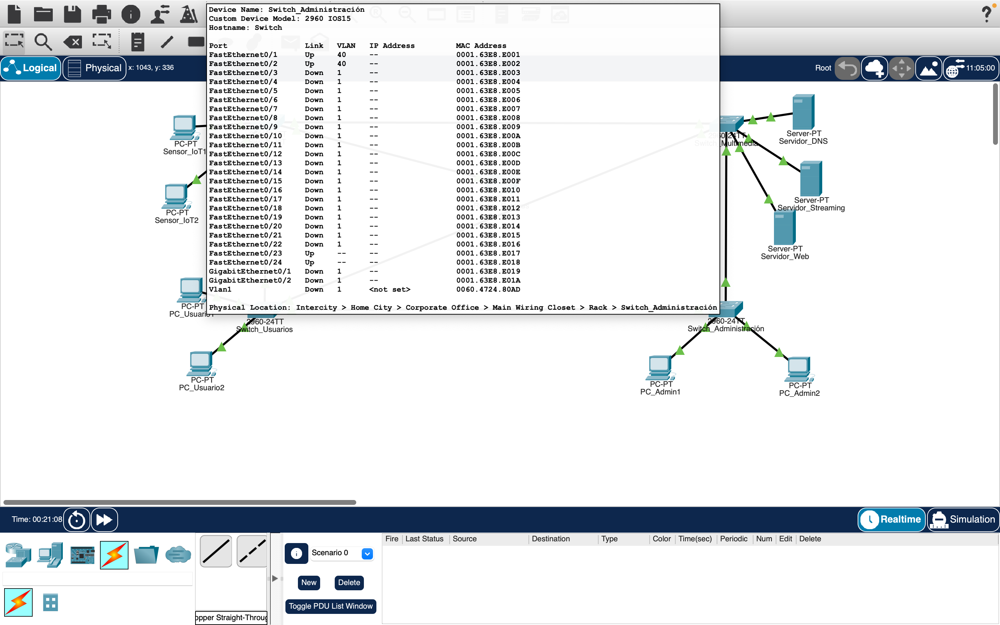 Device Name: Switch_Administración
Custom Device Model: 2960 IOS15
Hostname: Switch
Port Link VLAN IP Address MAC Address
FastEthernet0/1 Up 40 -- 0001.63E8.E001
FastEthernet0/2 Up 40 -- 0001.63E8.E002
FastEthernet0/3 Down 1 -- 0001.63E8.E003
FastEthernet0/4 Down 1 -- 0001.63E8.E004
FastEthernet0/5 Down 1 -- 0001.63E8.E005
FastEthernet0/6 Down 1 -- 0001.63E8.E006
FastEthernet0/7 Down 1 -- 0001.63E8.E007
FastEthernet0/8 Down 1 -- 0001.63E8.E008
FastEthernet0/9 Down 1 -- 0001.63E8.E009
FastEthernet0/10 Down 1 -- 0001.63E8.E00A
FastEthernet0/11 Down 1 -- 0001.63E8.E00B
FastEthernet0/12 Down 1 -- 0001.63E8.E00C
FastEthernet0/13 Down 1 -- 0001.63E8.E00D
FastEthernet0/14 Down 1 -- 0001.63E8.E00E
FastEthernet0/15 Down 1 -- 0001.63E8.E00F
FastEthernet0/16 Down 1 -- 0001.63E8.E010
FastEthernet0/17 Down 1 -- 0001.63E8.E011
FastEthernet0/18 Down 1 -- 0001.63E8.E012
FastEthernet0/19 Down 1 -- 0001.63E8.E013
FastEthernet0/20 Down 1 -- 0001.63E8.E014
FastEthernet0/21 Down 1 -- 0001.63E8.E015
FastEthernet0/22 Down 1 -- 0001.63E8.E016
FastEthernet0/23 Up -- -- 0001.63E8.E017
FastEthernet0/24 Up -- -- 0001.63E8.E018
GigabitEthernet0/1 Down 1 -- 0001.63E8.E019
GigabitEthernet0/2 Down 1 -- 0001.63E8.E01A
Vlan1 Down 1 <not set> 0060.4724.80AD
Physical Location: Intercity > Home City > Corporate Office > Main Wiring Closet > Rack > Switch_Administración
Logical
Physical
x: 1043, y: 336
Root
11:05:00
PC-PT
Sensor_IoT1
PC-PT
Sensor_IoT2
2960-24TT
Switch_Multimedia
Server-PT
Servidor_DNS
Server-PT
Servidor_Streaming
Server-PT
Servidor_Web
PC-PT
PC_Usuario1
2960-24TT
Switch_Usuarios
PC-PT
PC_Usuario2
2960-24TT
Switch_Administración
PC-PT
PC_Admin1
PC-PT
PC_Admin2
Time: 00:21:08
Realtime
Simulation
Scenario 0
New
Delete
Toggle PDU List Window
Fire Last Status Source Destination Type Color Time(sec) Periodic Num Edit Delete
opper Straight-Throug